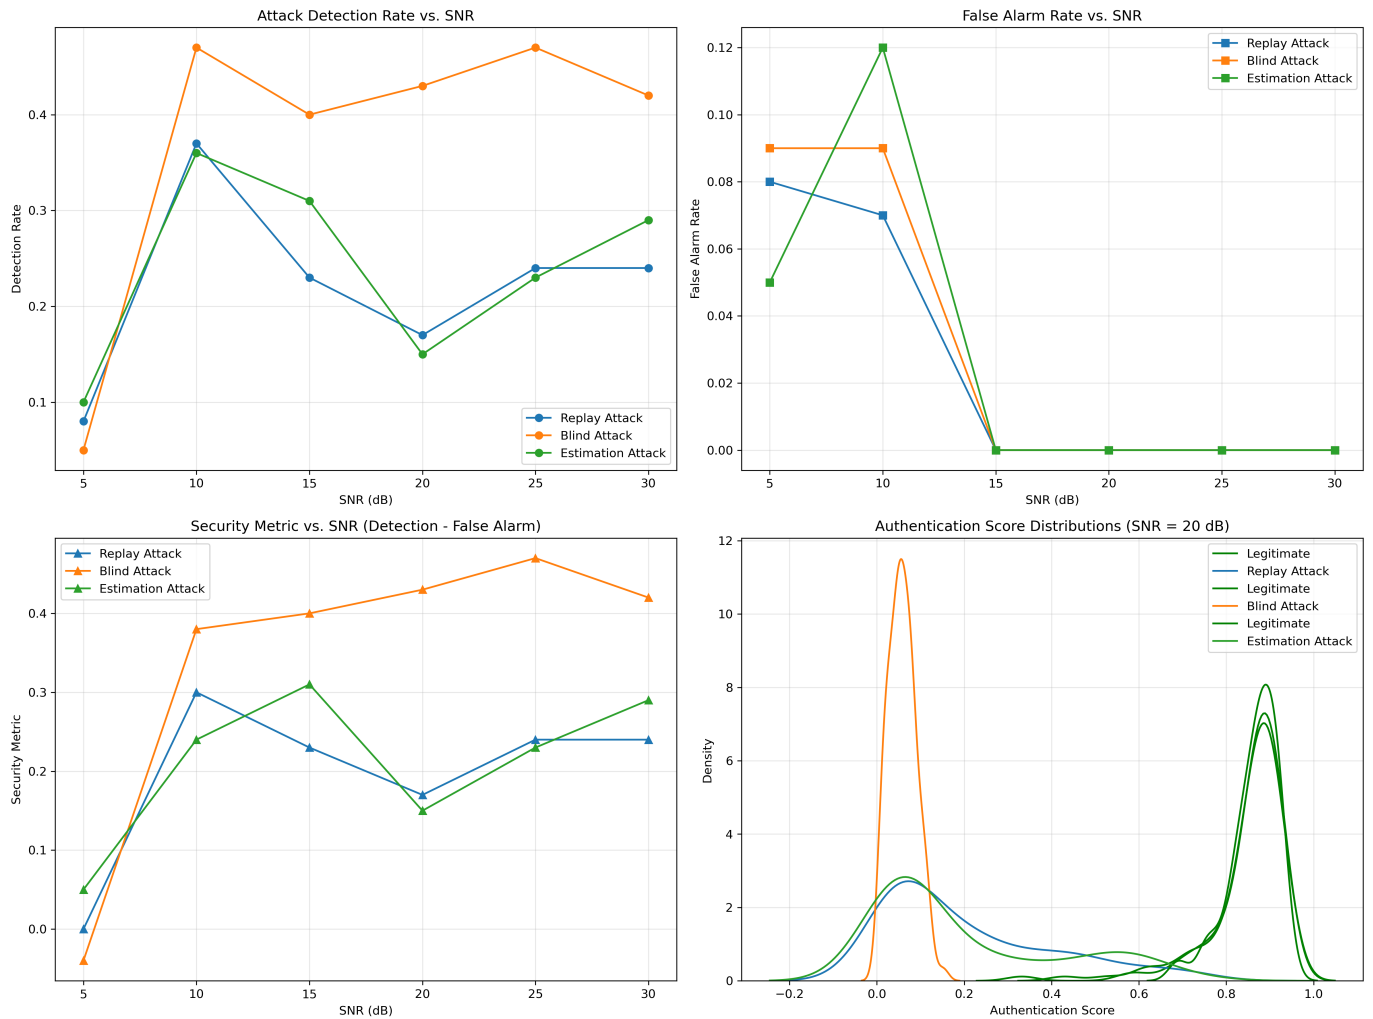 Attack Detection Rate vs. SNR
Detection Rate
0.4
0.3
0.2
0.1
5 10 15 20 25 30
SNR (dB)
Replay Attack
Blind Attack
Estimation Attack
False Alarm Rate vs. SNR
False Alarm Rate
0.12
0.10
0.08
0.06
0.04
0.02
0.00
5 10 15 20 25 30
SNR (dB)
Replay Attack
Blind Attack
Estimation Attack
Security Metric vs. SNR (Detection - False Alarm)
Security Metric
0.4
0.3
0.2
0.1
0.0
5 10 15 20 25 30
SNR (dB)
Replay Attack
Blind Attack
Estimation Attack
Authentication Score Distributions (SNR = 20 dB)
Density
12
10
8
6
4
2
0
−0.2 0.0 0.2 0.4 0.6 0.8 1.0
Authentication Score
Legitimate
Replay Attack
Legitimate
Blind Attack
Legitimate
Estimation Attack